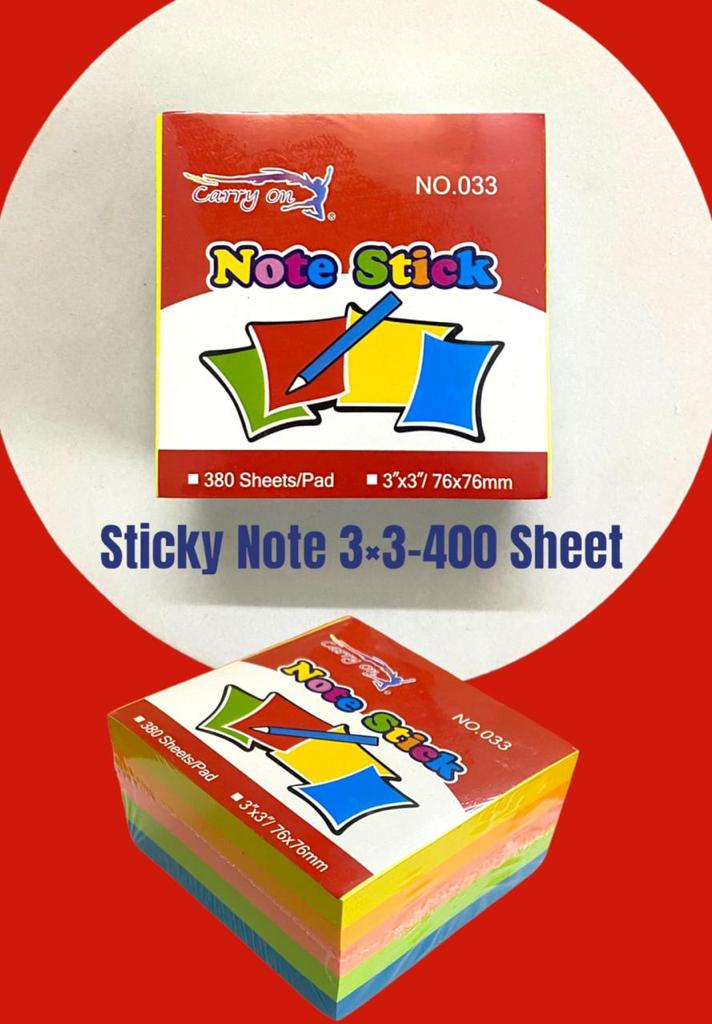 Carry on ®
NO.033
Note Stick
■ 380 Sheets/Pad ■ 3"x3"/ 76x76mm
Sticky Note 3×3-400 Sheet
Carry on ®
Note Stick
NO.033
■ 380 Sheets/Pad
■ 3"x3"/ 76x76mm